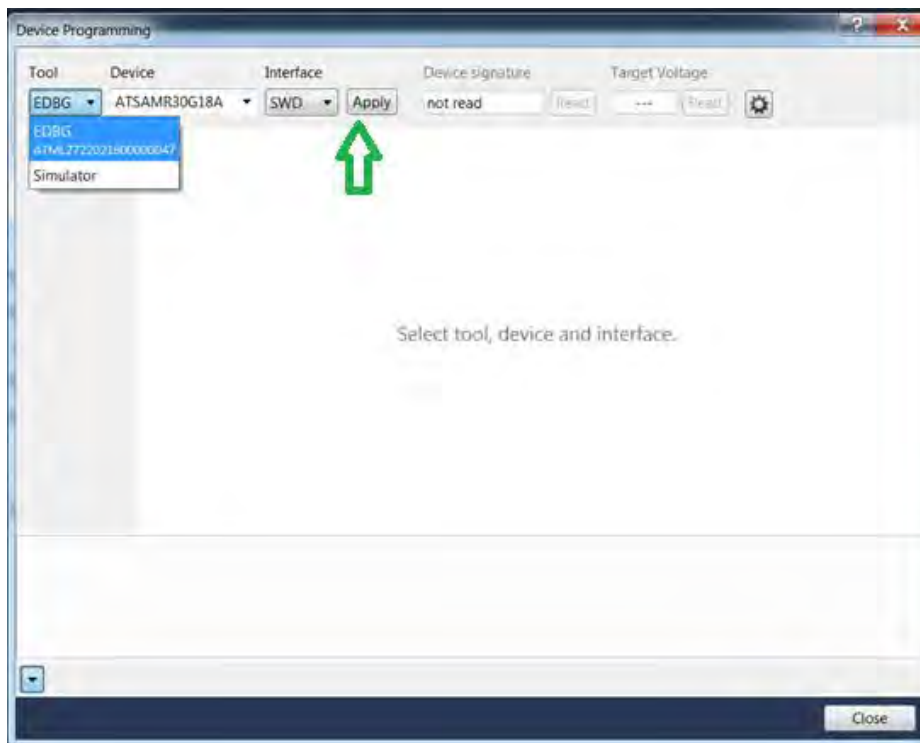 Device Programming
Tool Device Interface Device signature Target Voltage
EDBG ATSAMR30G18A SWD Apply not read Read --- Read
EDBG
ATML2722021600000047
Simulator
Select tool, device and interface.
Close